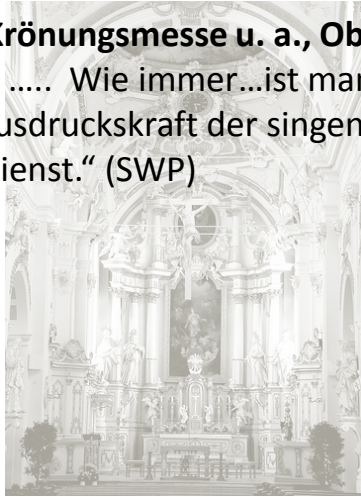 Krönungsmesse u. a., Ob
..... Wie immer...ist mar
usdruckskraft der singen
ienst.“ (SWP)